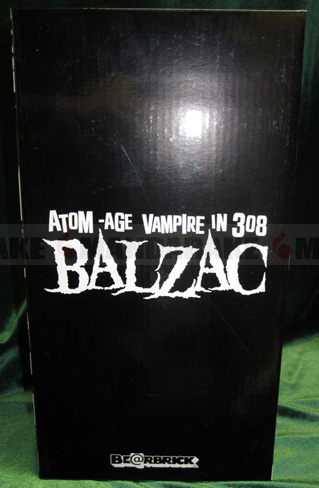 ATOM-AGE VAMPIRE IN 308
BALZAC
BE@RBRICK